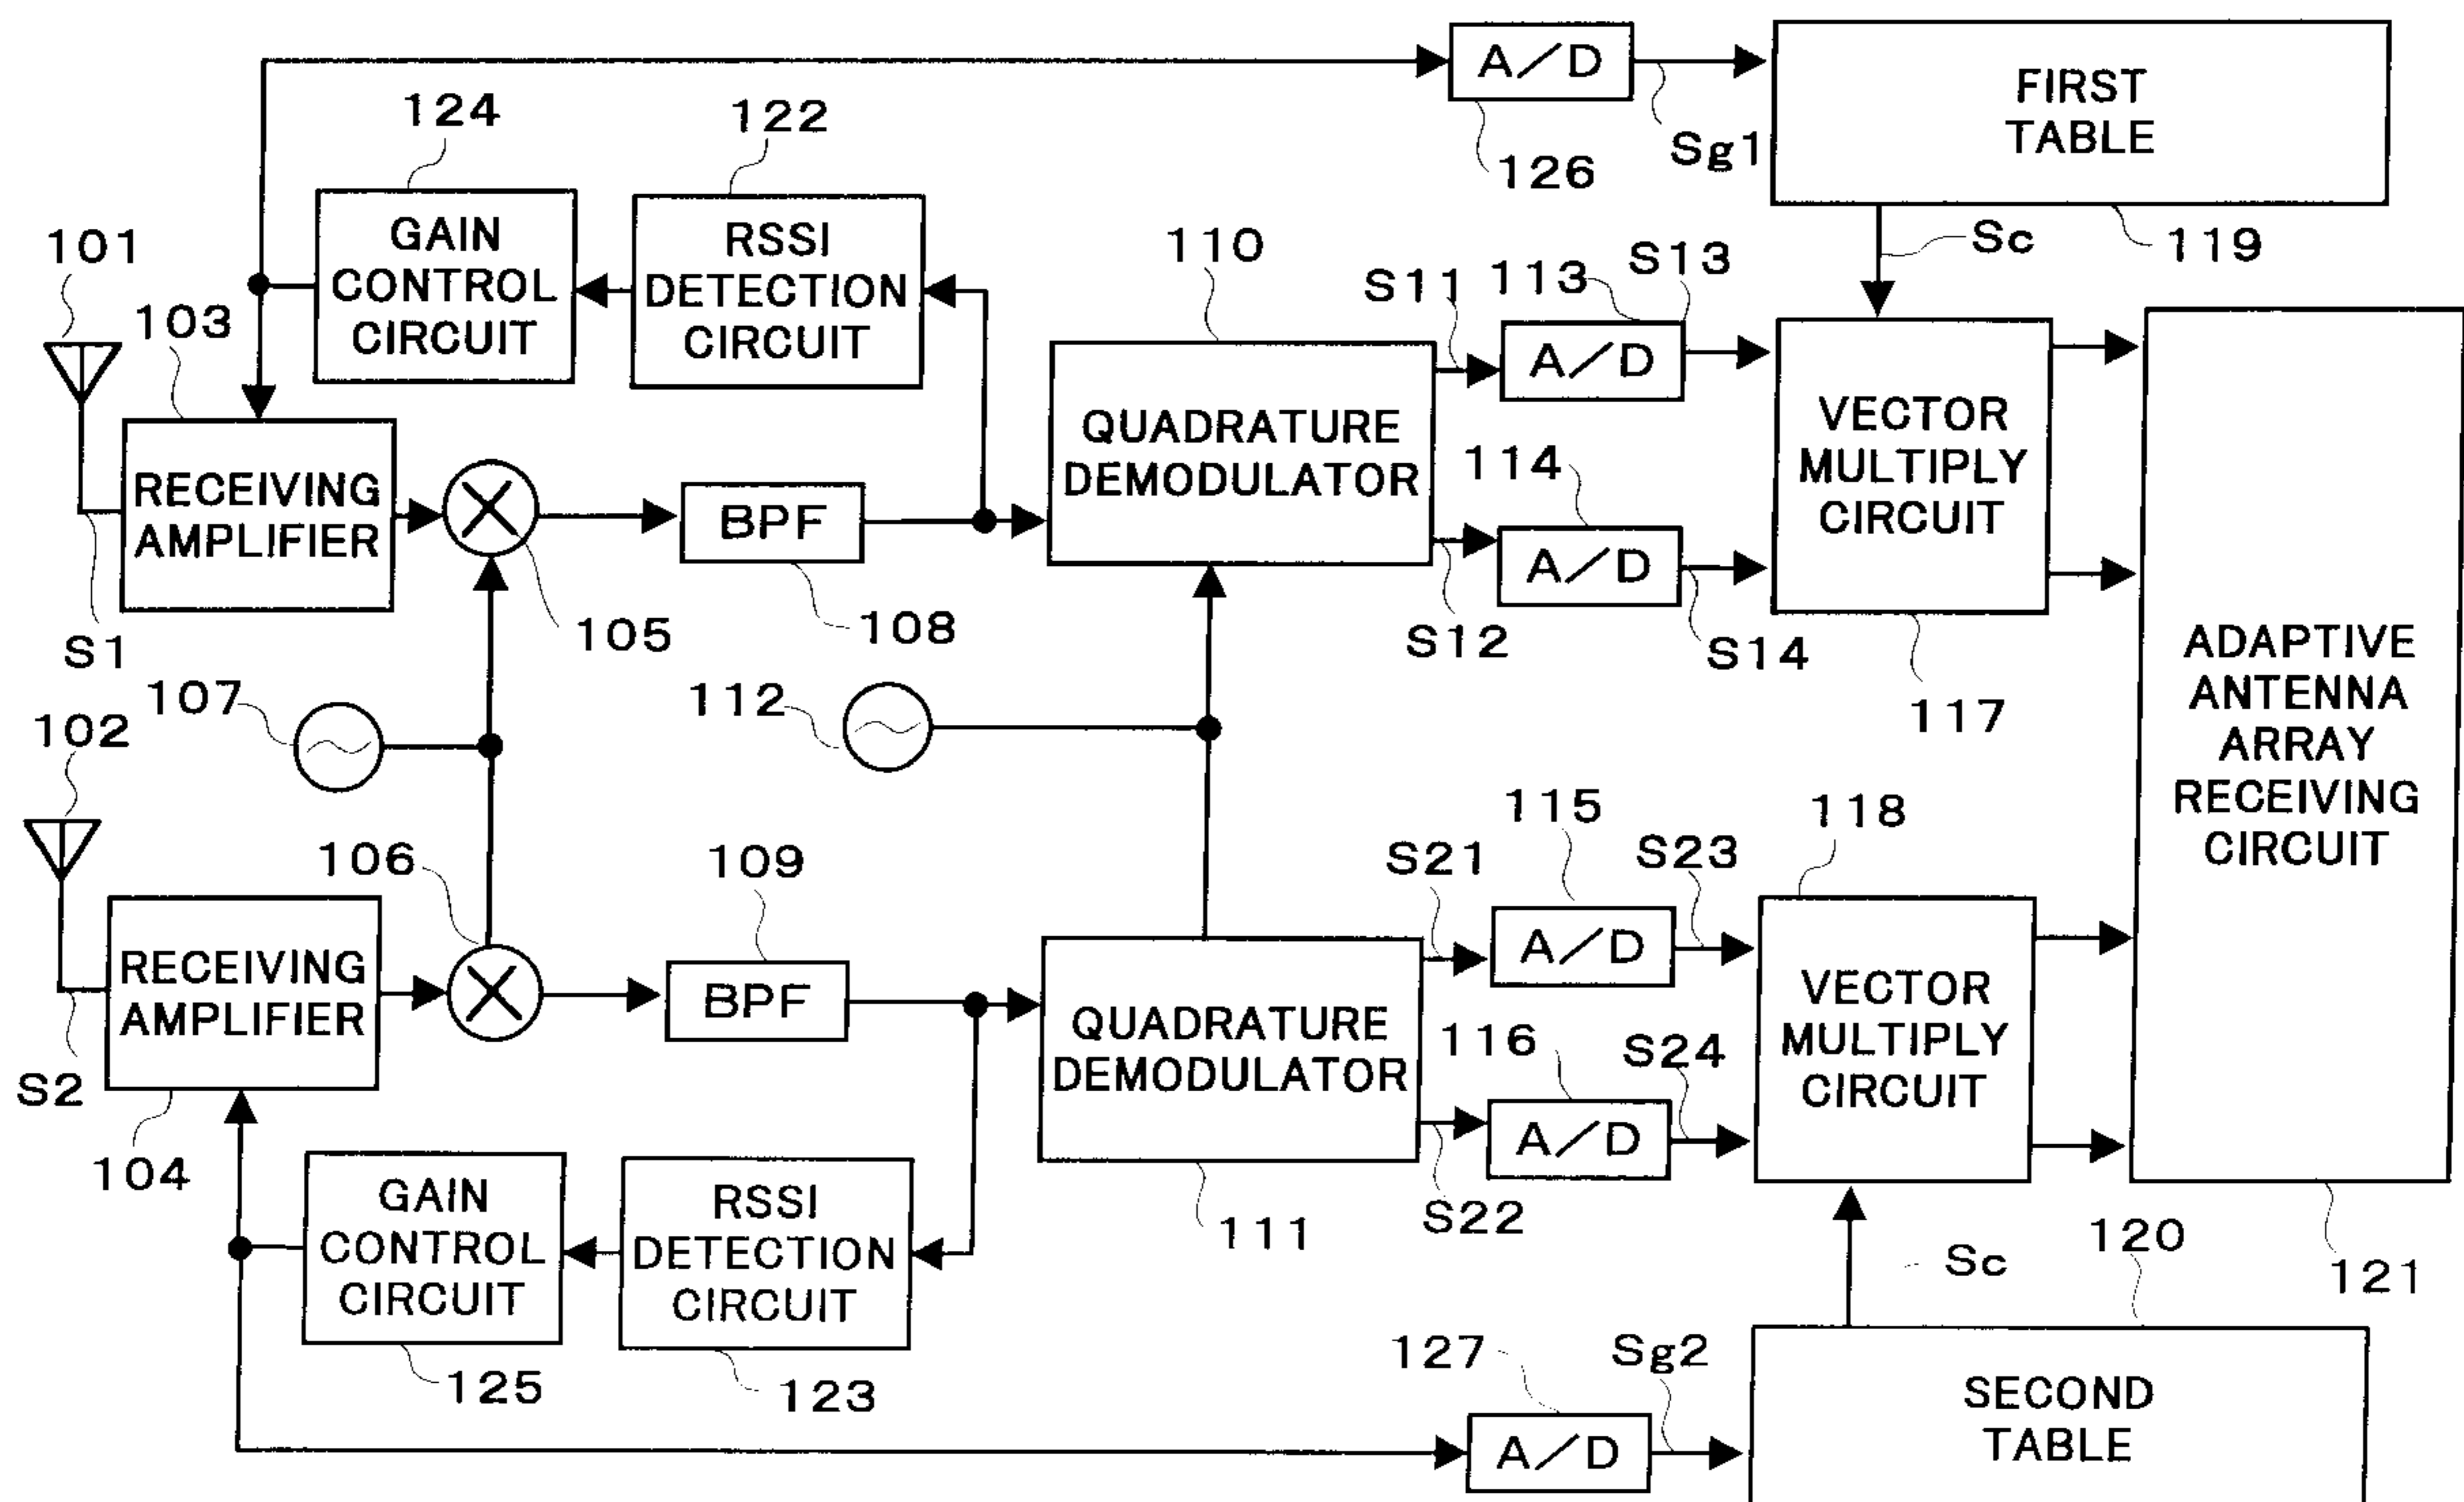 A/D
FIRST
TABLE
Sg1
126
119
124
122
GAIN
CONTROL
CIRCUIT
RSSI
DETECTION
CIRCUIT
Sc
101
103
RECEIVING
AMPLIFIER
S1
105
BPF
108
110
QUADRATURE
DEMODULATOR
S11
113
S13
A/D
114
A/D
S12
S14
VECTOR
MULTIPLY
CIRCUIT
117
ADAPTIVE
ANTENNA
ARRAY
RECEIVING
CIRCUIT
107
112
102
106
109
RECEIVING
AMPLIFIER
S2
104
BPF
QUADRATURE
DEMODULATOR
111
S21
115
S23
A/D
116
S24
A/D
S22
118
VECTOR
MULTIPLY
CIRCUIT
GAIN
CONTROL
CIRCUIT
125
RSSI
DETECTION
CIRCUIT
123
Sc
120
121
127
Sg2
A/D
SECOND
TABLE